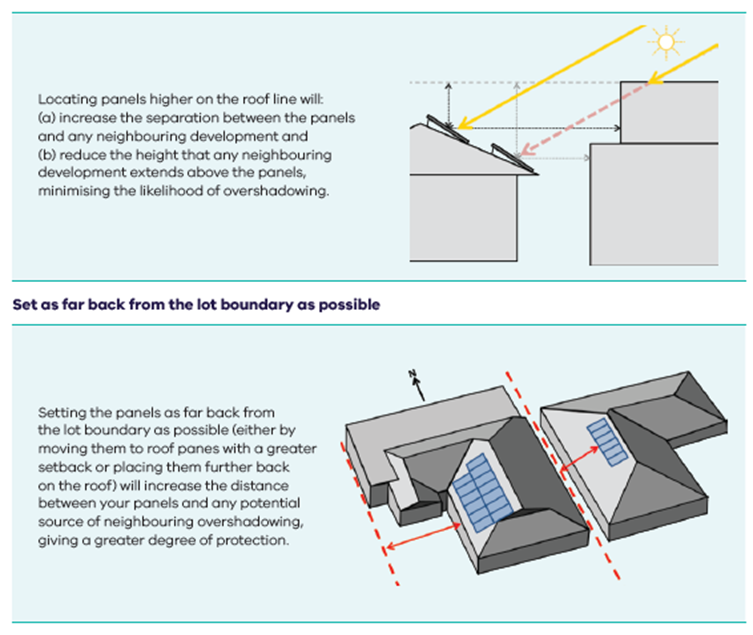 Locating panels higher on the roof line will:
(a) increase the separation between the panels
and any neighbouring development and
(b) reduce the height that any neighbouring
development extends above the panels,
minimising the likelihood of overshadowing.
Set as far back from the lot boundary as possible
Setting the panels as far back from
the lot boundary as possible (either by
moving them to roof panes with a greater
setback or placing them further back
on the roof) will increase the distance
between your panels and any potential
source of neighbouring overshadowing,
giving a greater degree of protection.
N